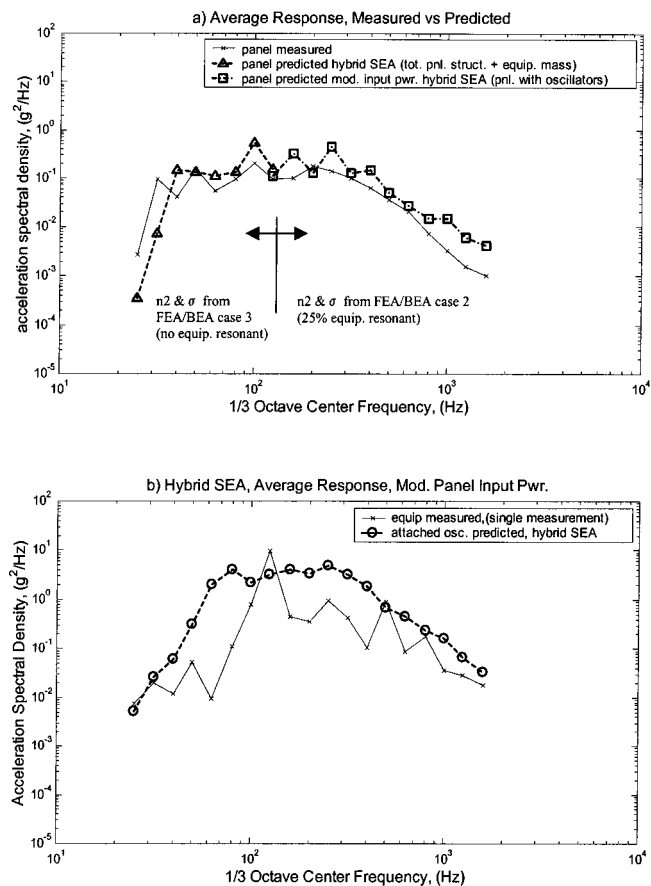 a) Average Response, Measured vs Predicted
10^2
panel measured
panel predicted hybrid SEA (tot. pnl. struct. + equip. mass)
panel predicted mod. input pwr. hybrid SEA (pnl. with oscillators)
10^1
10^0
10^-1
10^-2
10^-3
10^-4
10^-5
acceleration spectral density, (g^2/Hz)
n2 & σ from
FEA/BEA case 3
(no equip. resonant)
n2 & σ from FEA/BEA case 2
(25% equip. resonant)
10^1
10^2
10^3
10^4
1/3 Octave Center Frequency, (Hz)
b) Hybrid SEA, Average Response, Mod. Panel Input Pwr.
10^2
equip measured,(single measurement)
attached osc. predicted, hybrid SEA
10^1
10^0
10^-1
10^-2
10^-3
10^-4
10^-5
Acceleration Spectral Density, (g^2/Hz)
10^1
10^2
10^3
10^4
1/3 Octave Center Frequency, (Hz)